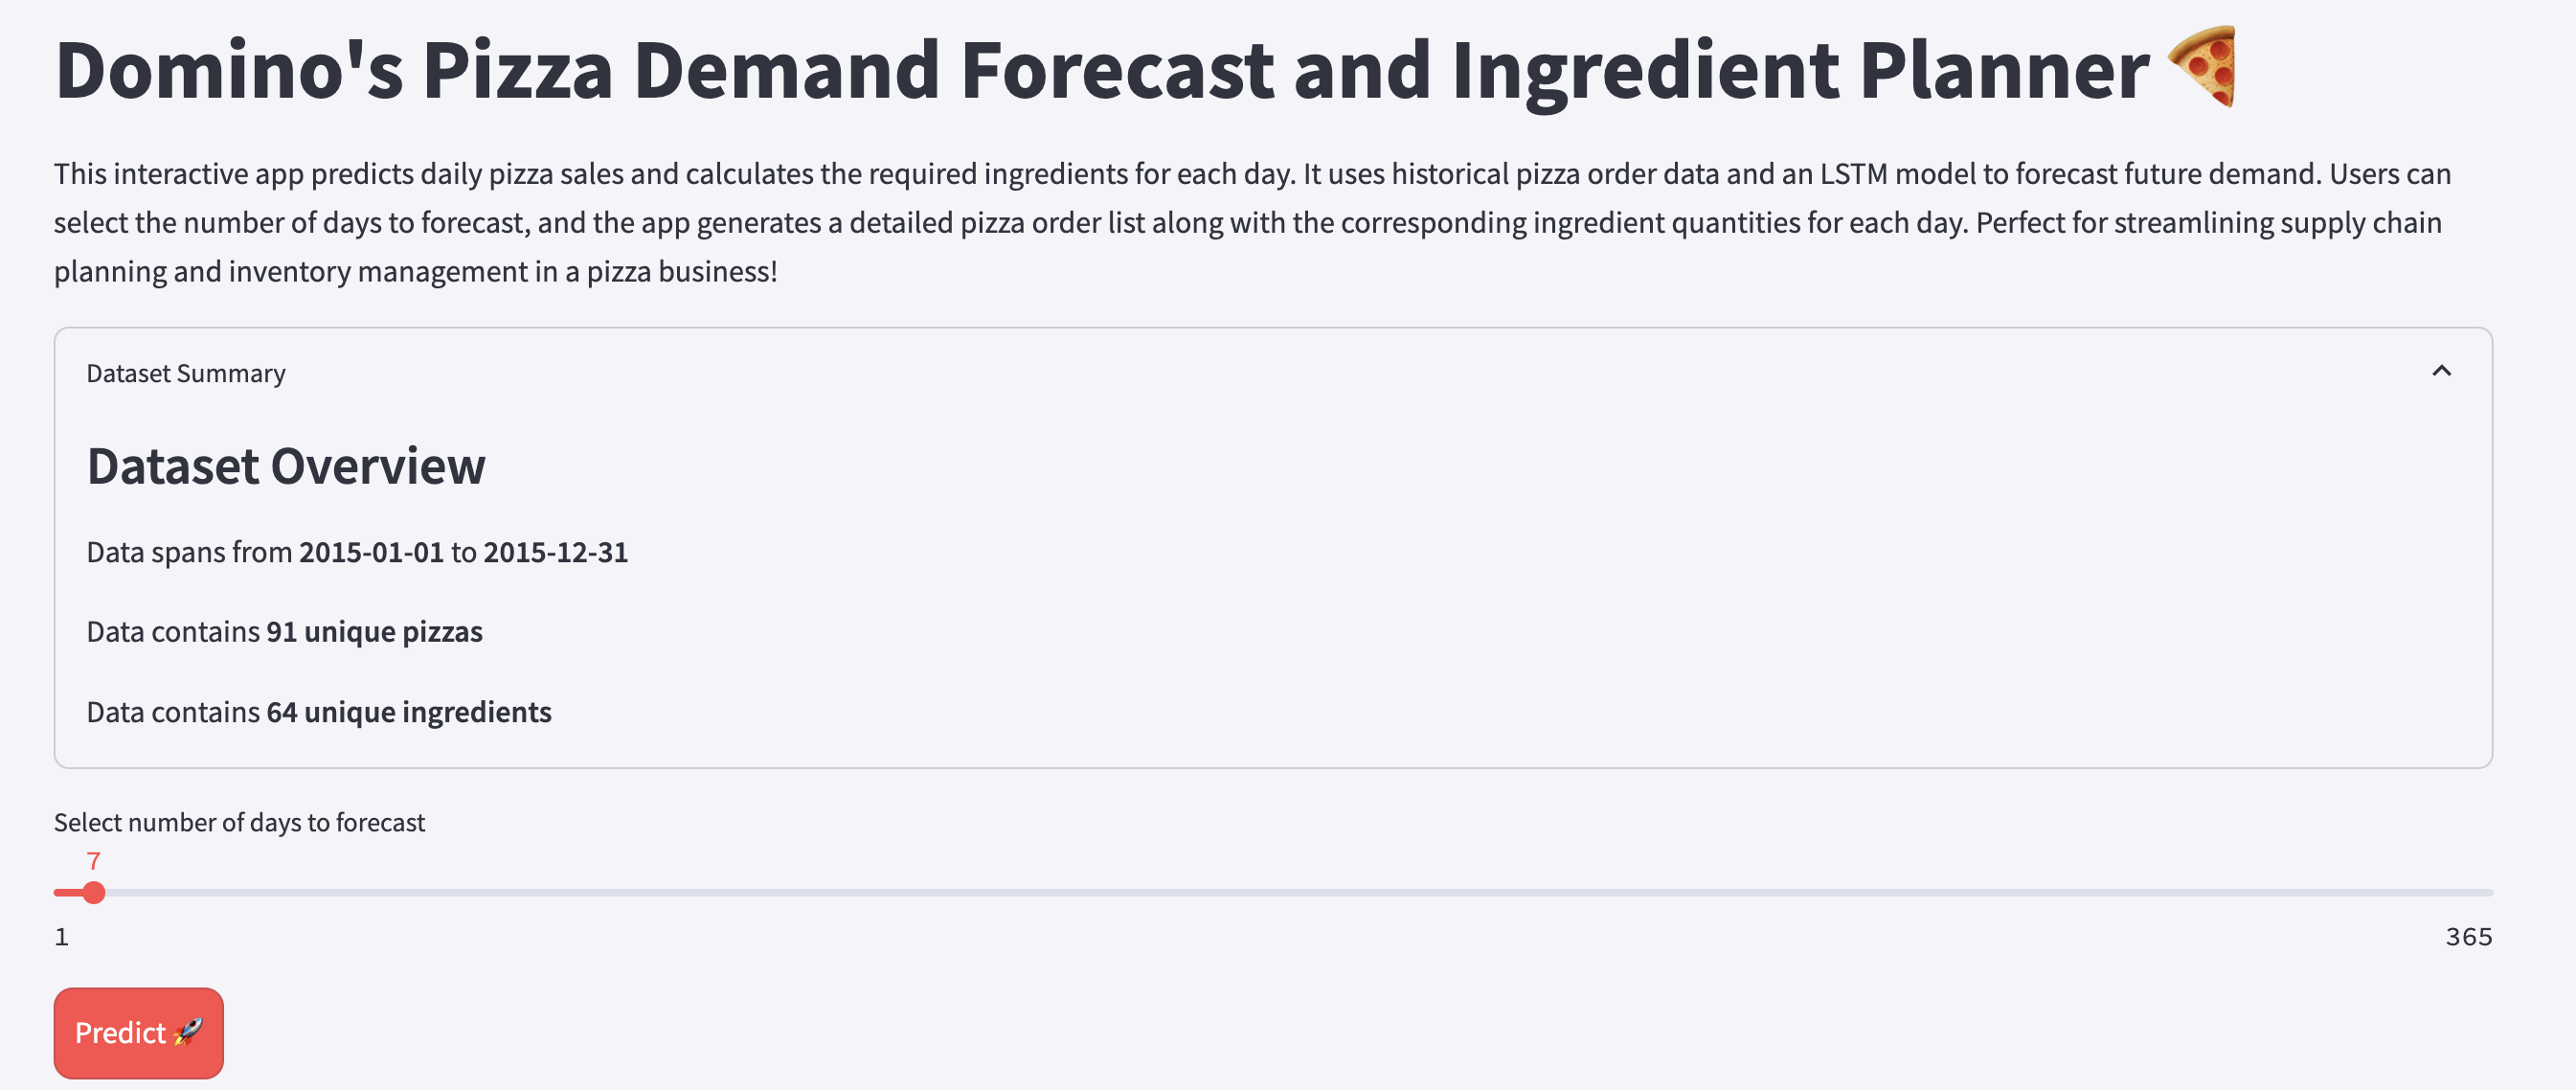 Domino's Pizza Demand Forecast and Ingredient Planner🍕
This interactive app predicts daily pizza sales and calculates the required ingredients for each day. It uses historical pizza order data and an LSTM model to forecast future demand. Users can
select the number of days to forecast, and the app generates a detailed pizza order list along with the corresponding ingredient quantities for each day. Perfect for streamlining supply chain
planning and inventory management in a pizza business!
Dataset Summary
Dataset Overview
Data spans from 2015-01-01 to 2015-12-31
Data contains 91 unique pizzas
Data contains 64 unique ingredients
Select number of days to forecast
7
1 365
Predict 🚀